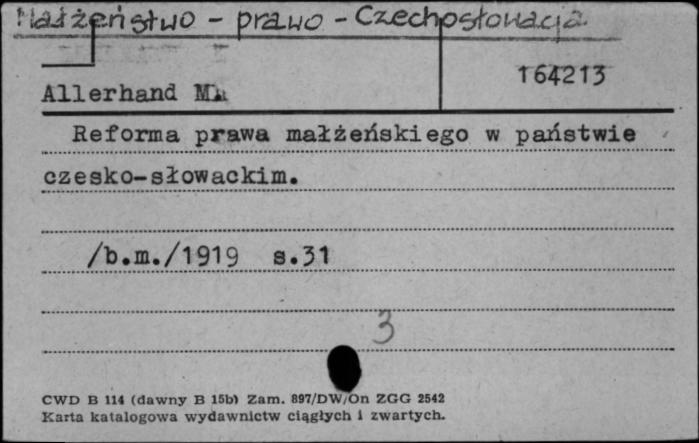 Małżeństwo - prawo - Czechosłowacja
164213
Allerhand M.
Reforma prawa małżeńskiego w państwie
czesko-słowackim.
/b.m./1919 s.31
3
CWD B 114 (dawny B 15b) Zam. 897/DW/On ZGG 2542
Karta katalogowa wydawnictw ciągłych i zwartych.